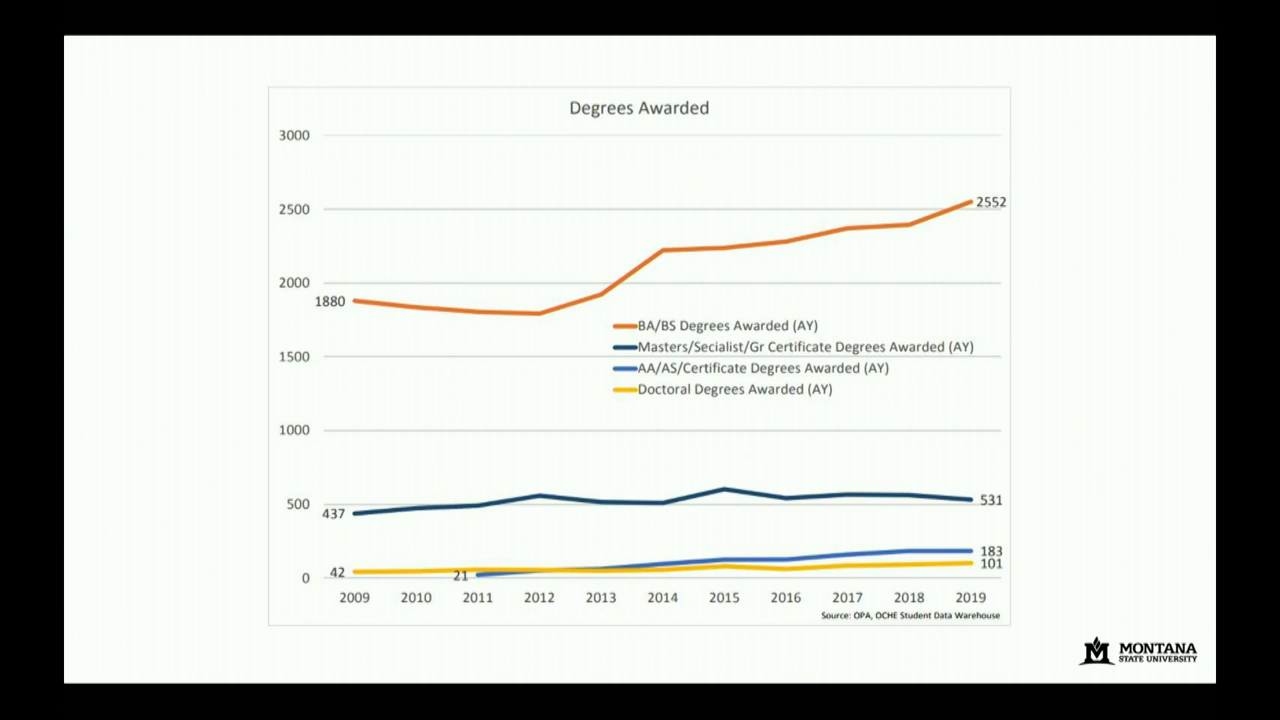 Degrees Awarded
3000
2500
2552
2000
1880
BA/BS Degrees Awarded (AY)
Masters/Secialist/Gr Certificate Degrees Awarded (AY)
1500
AA/AS/Certificate Degrees Awarded (AY)
Doctoral Degrees Awarded (AY)
1000
500
531
437
183
101
42
21
0
2009 2010 2011 2012 2013 2014 2015 2016 2017 2018 2019
Source: OPA, OCHE Student Data Warehouse
MONTANA
STATE UNIVERSITY